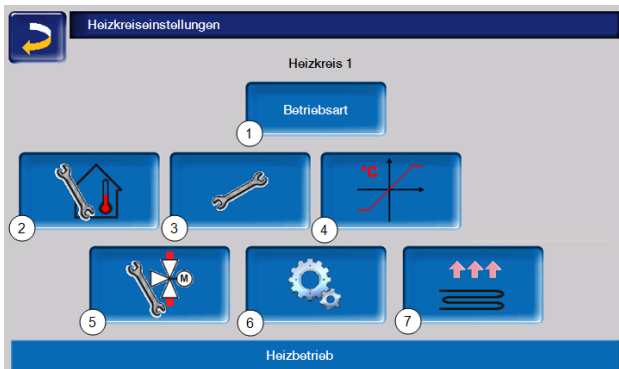 Heizkreiseinstellungen
Heizkreis 1
Betriebsart
1
°C
2
3
4
M
5
6
7
Heizbetrieb